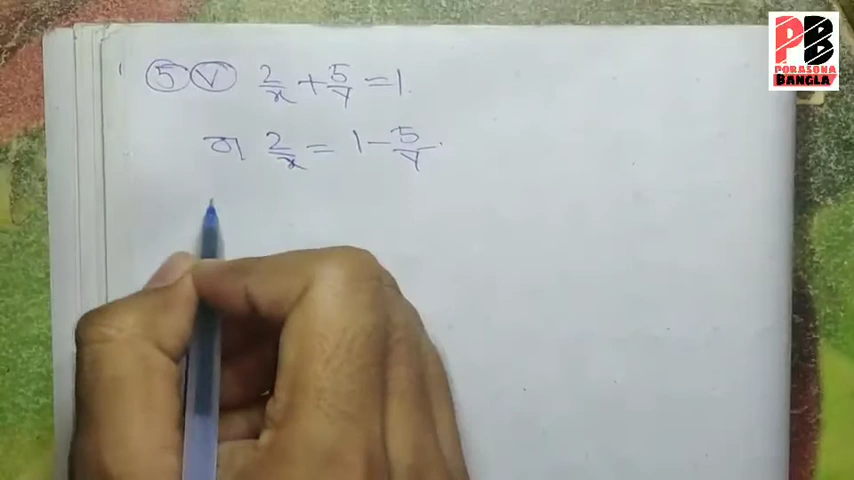 5 V 2/x + 5/y = 1
বা 2/x = 1 - 5/y
PB
PORASONA
BANGLA